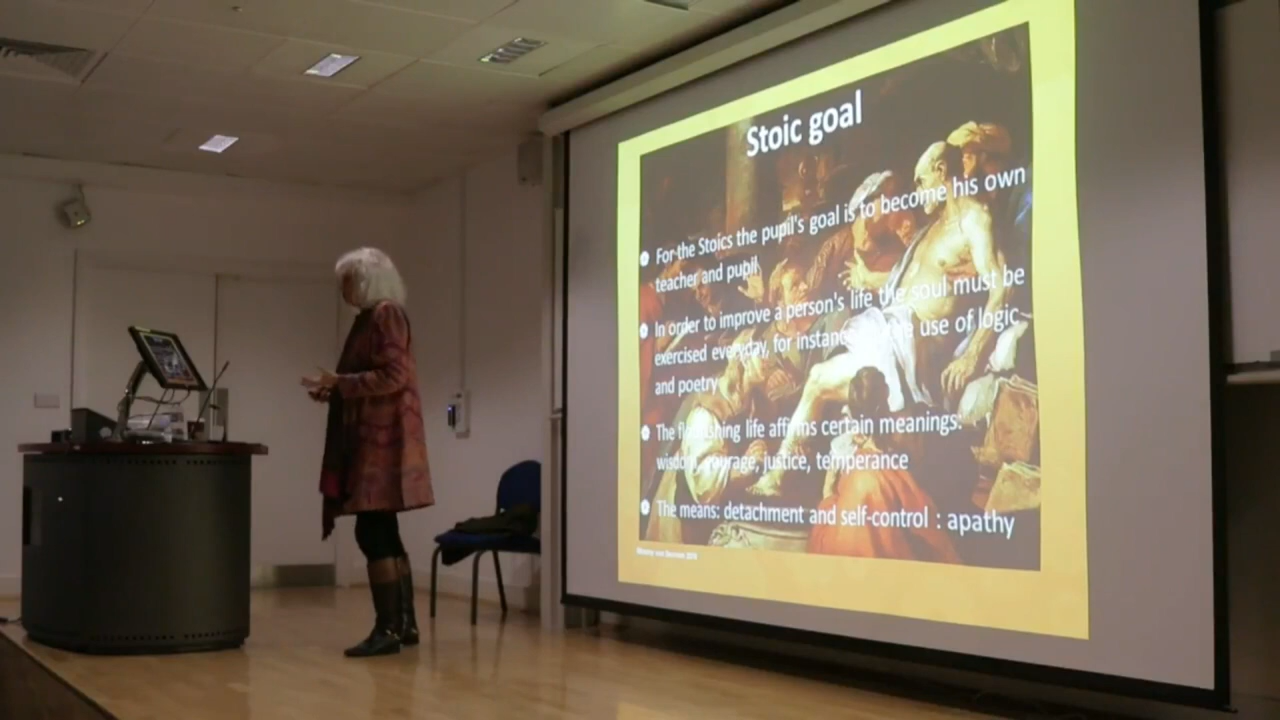 Stoic goal
For the Stoics the pupil's goal is to become his own
teacher and pupil
In order to improve a person's life the soul must be
exercised everyday, for instance the use of logic
and poetry
The flourishing life affirms certain meanings:
wisdom, courage, justice, temperance
The means: detachment and self-control : apathy